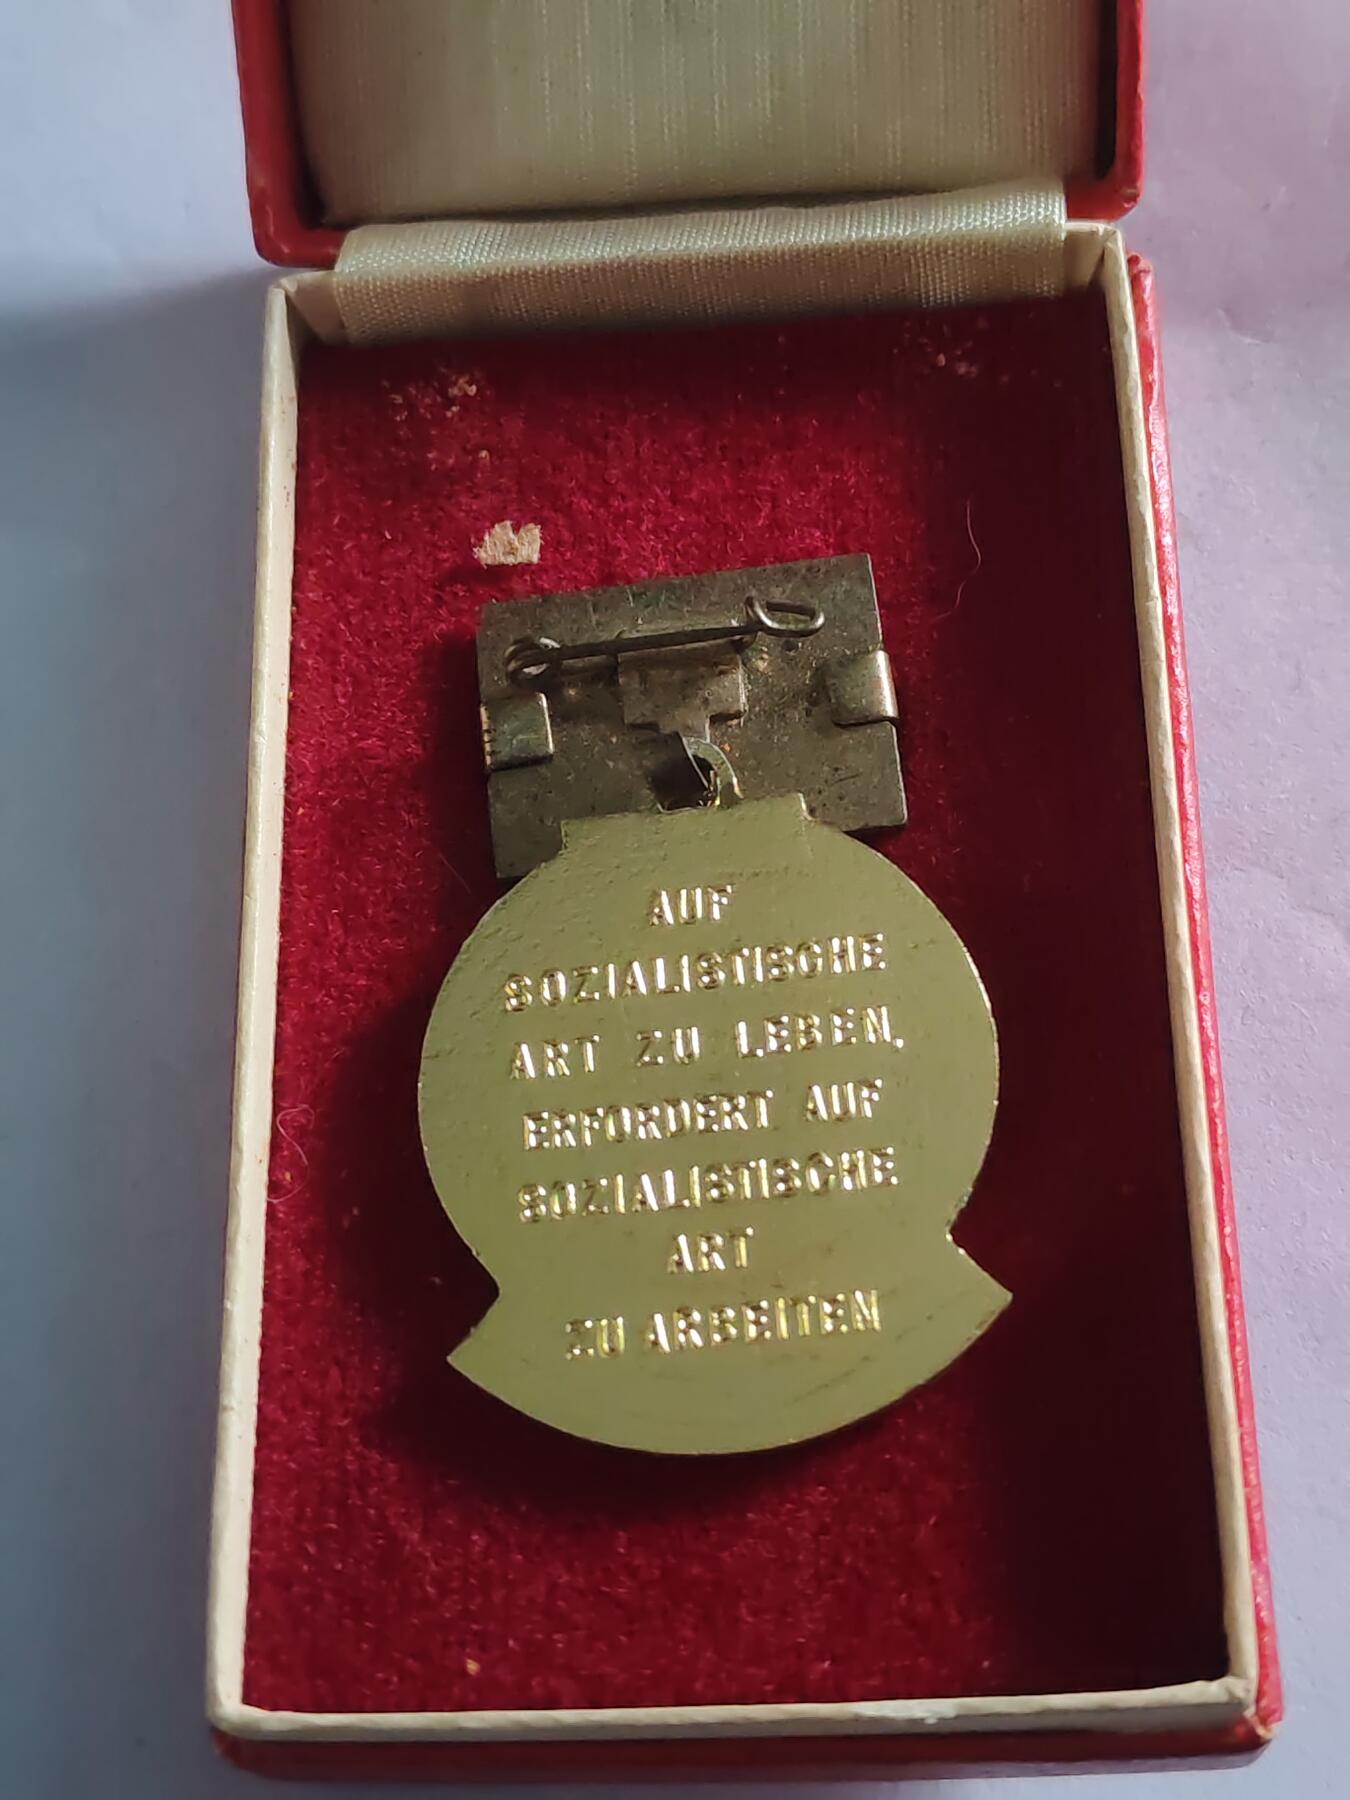 AUF
SOZIALISTISCHE
ART ZU LEBEN,
ERFORDERT AUF
SOZIALISTISCHE
ART
ZU ARBEITEN